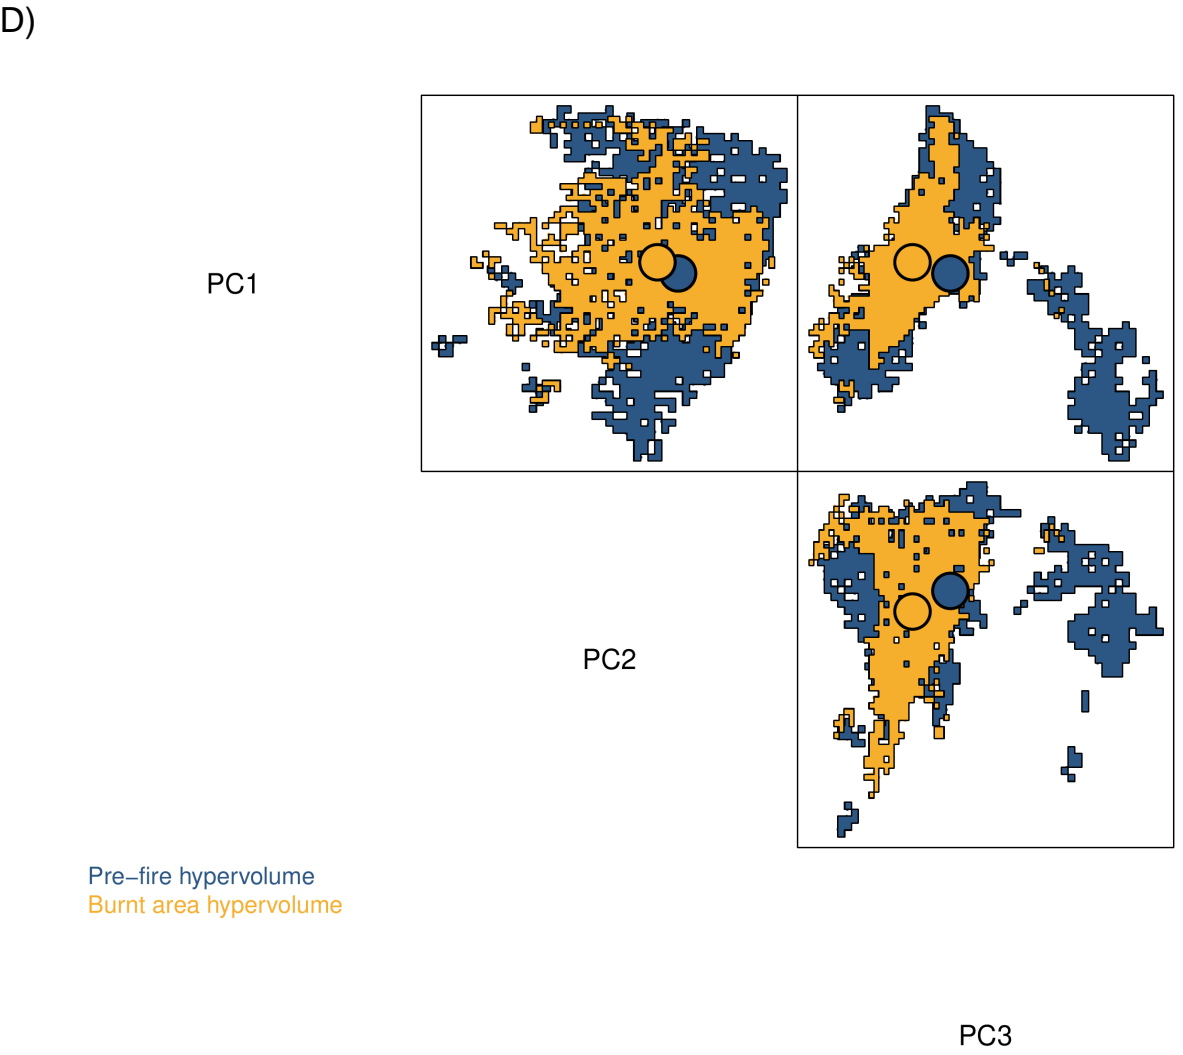 D)
PC1
PC2
Pre−fire hypervolume
Burnt area hypervolume
PC3